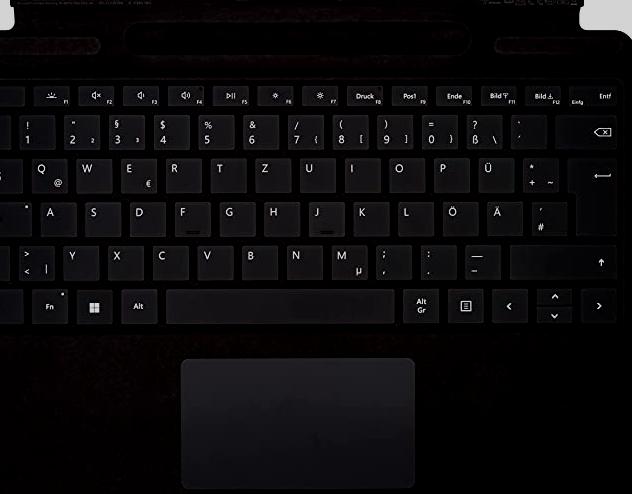 F1 F2 F3 F4 F5 F6 F7 Druck F8 Pos1 F9 Ende F10 Bild F11 Bild F12 Einfg Entf
! 1 " 2 ² § 3 ³ $ 4 % 5 & 6 / 7 { ( 8 [ ) 9 ] = 0 } ? ß \ ` ´
Q @ W E € R T Z U I O P Ü * + ~
A S D F G H J K L Ö Ä ' #
> < | Y X C V B N M µ ; , : . _ -
Fn Alt Alt Gr